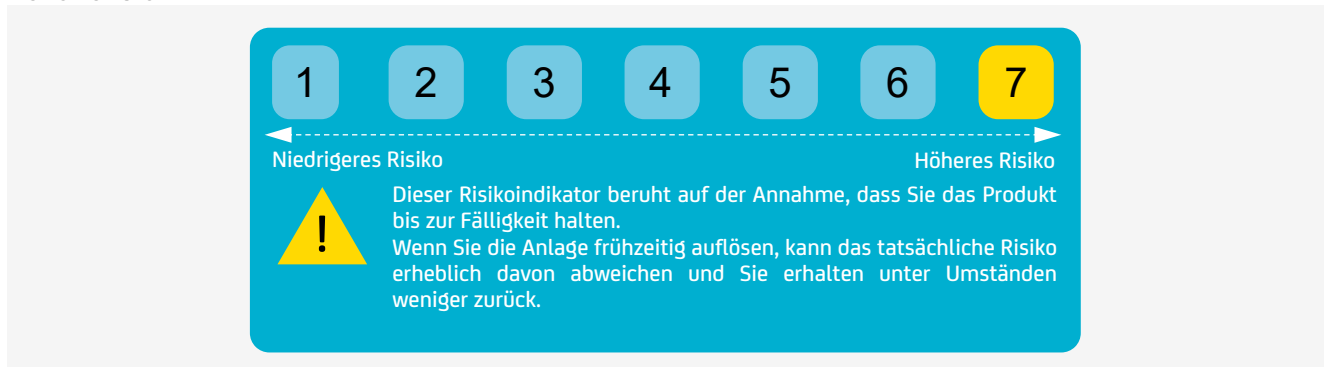 1 2 3 4 5 6 7
Niedrigeres Risiko Höheres Risiko
! Dieser Risikoindikator beruht auf der Annahme, dass Sie das Produkt
bis zur Fälligkeit halten.
Wenn Sie die Anlage frühzeitig auflösen, kann das tatsächliche Risiko
erheblich davon abweichen und Sie erhalten unter Umständen
weniger zurück.